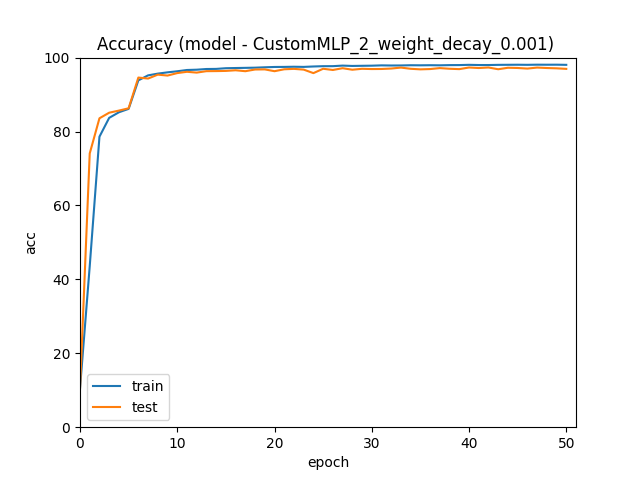 Accuracy (model - CustomMLP_2_weight_decay_0.001)
100
80
60
40
20
0
acc
train
test
0 10 20 30 40 50
epoch